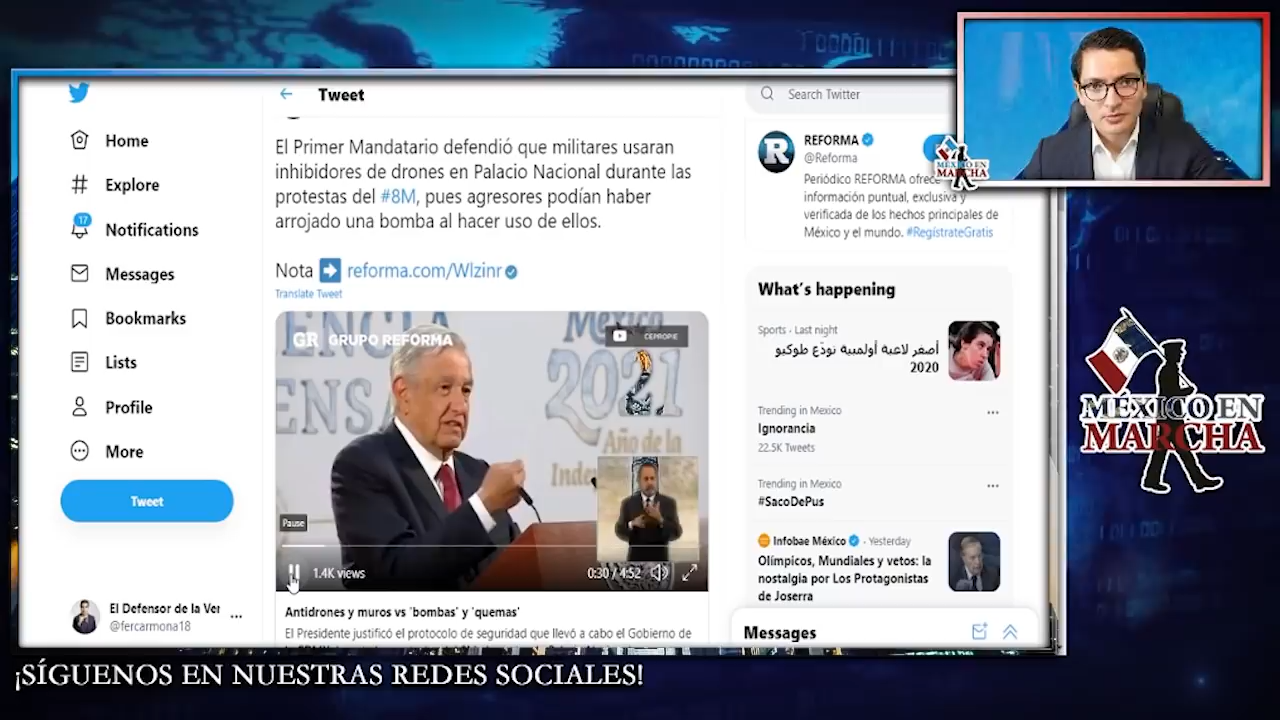 Home
Explore
17
Notifications
Messages
Bookmarks
Lists
Profile
More
Tweet
El Defensor de la Ver
@fercarmona18
Tweet
El Primer Mandatario defendió que militares usaran
inhibidores de drones en Palacio Nacional durante las
protestas del #8M, pues agresores podían haber
arrojado una bomba al hacer uso de ellos.
Nota reforma.com/Wlzinr
Translate Tweet
GR GRUPO REFORMA
CEPROPIE
México
2021
Año de la
Pause
1.4K views
0:30 / 4:52
Antidrones y muros vs 'bombas' y 'quemas'
El Presidente justificó el protocolo de seguridad que llevó a cabo el Gobierno de
Search Twitter
R
REFORMA
@Reforma
Periódico REFORMA ofrece
información puntual, exclusiva y
verificada de los hechos principales de
México y el mundo. #RegístrateGratis
What's happening
Sports · Last night
أصغر لاعبة أولمبية تودّع طوكيو
2020
Trending in Mexico
Ignorancia
22.5K Tweets
Trending in Mexico
#SacoDePus
Infobae México · Yesterday
Olímpicos, Mundiales y vetos: la
nostalgia por Los Protagonistas
de Joserra
Messages
MÉXICO EN
MARCHA
MÉXICO EN
MARCHA
¡SÍGUENOS EN NUESTRAS REDES SOCIALES!